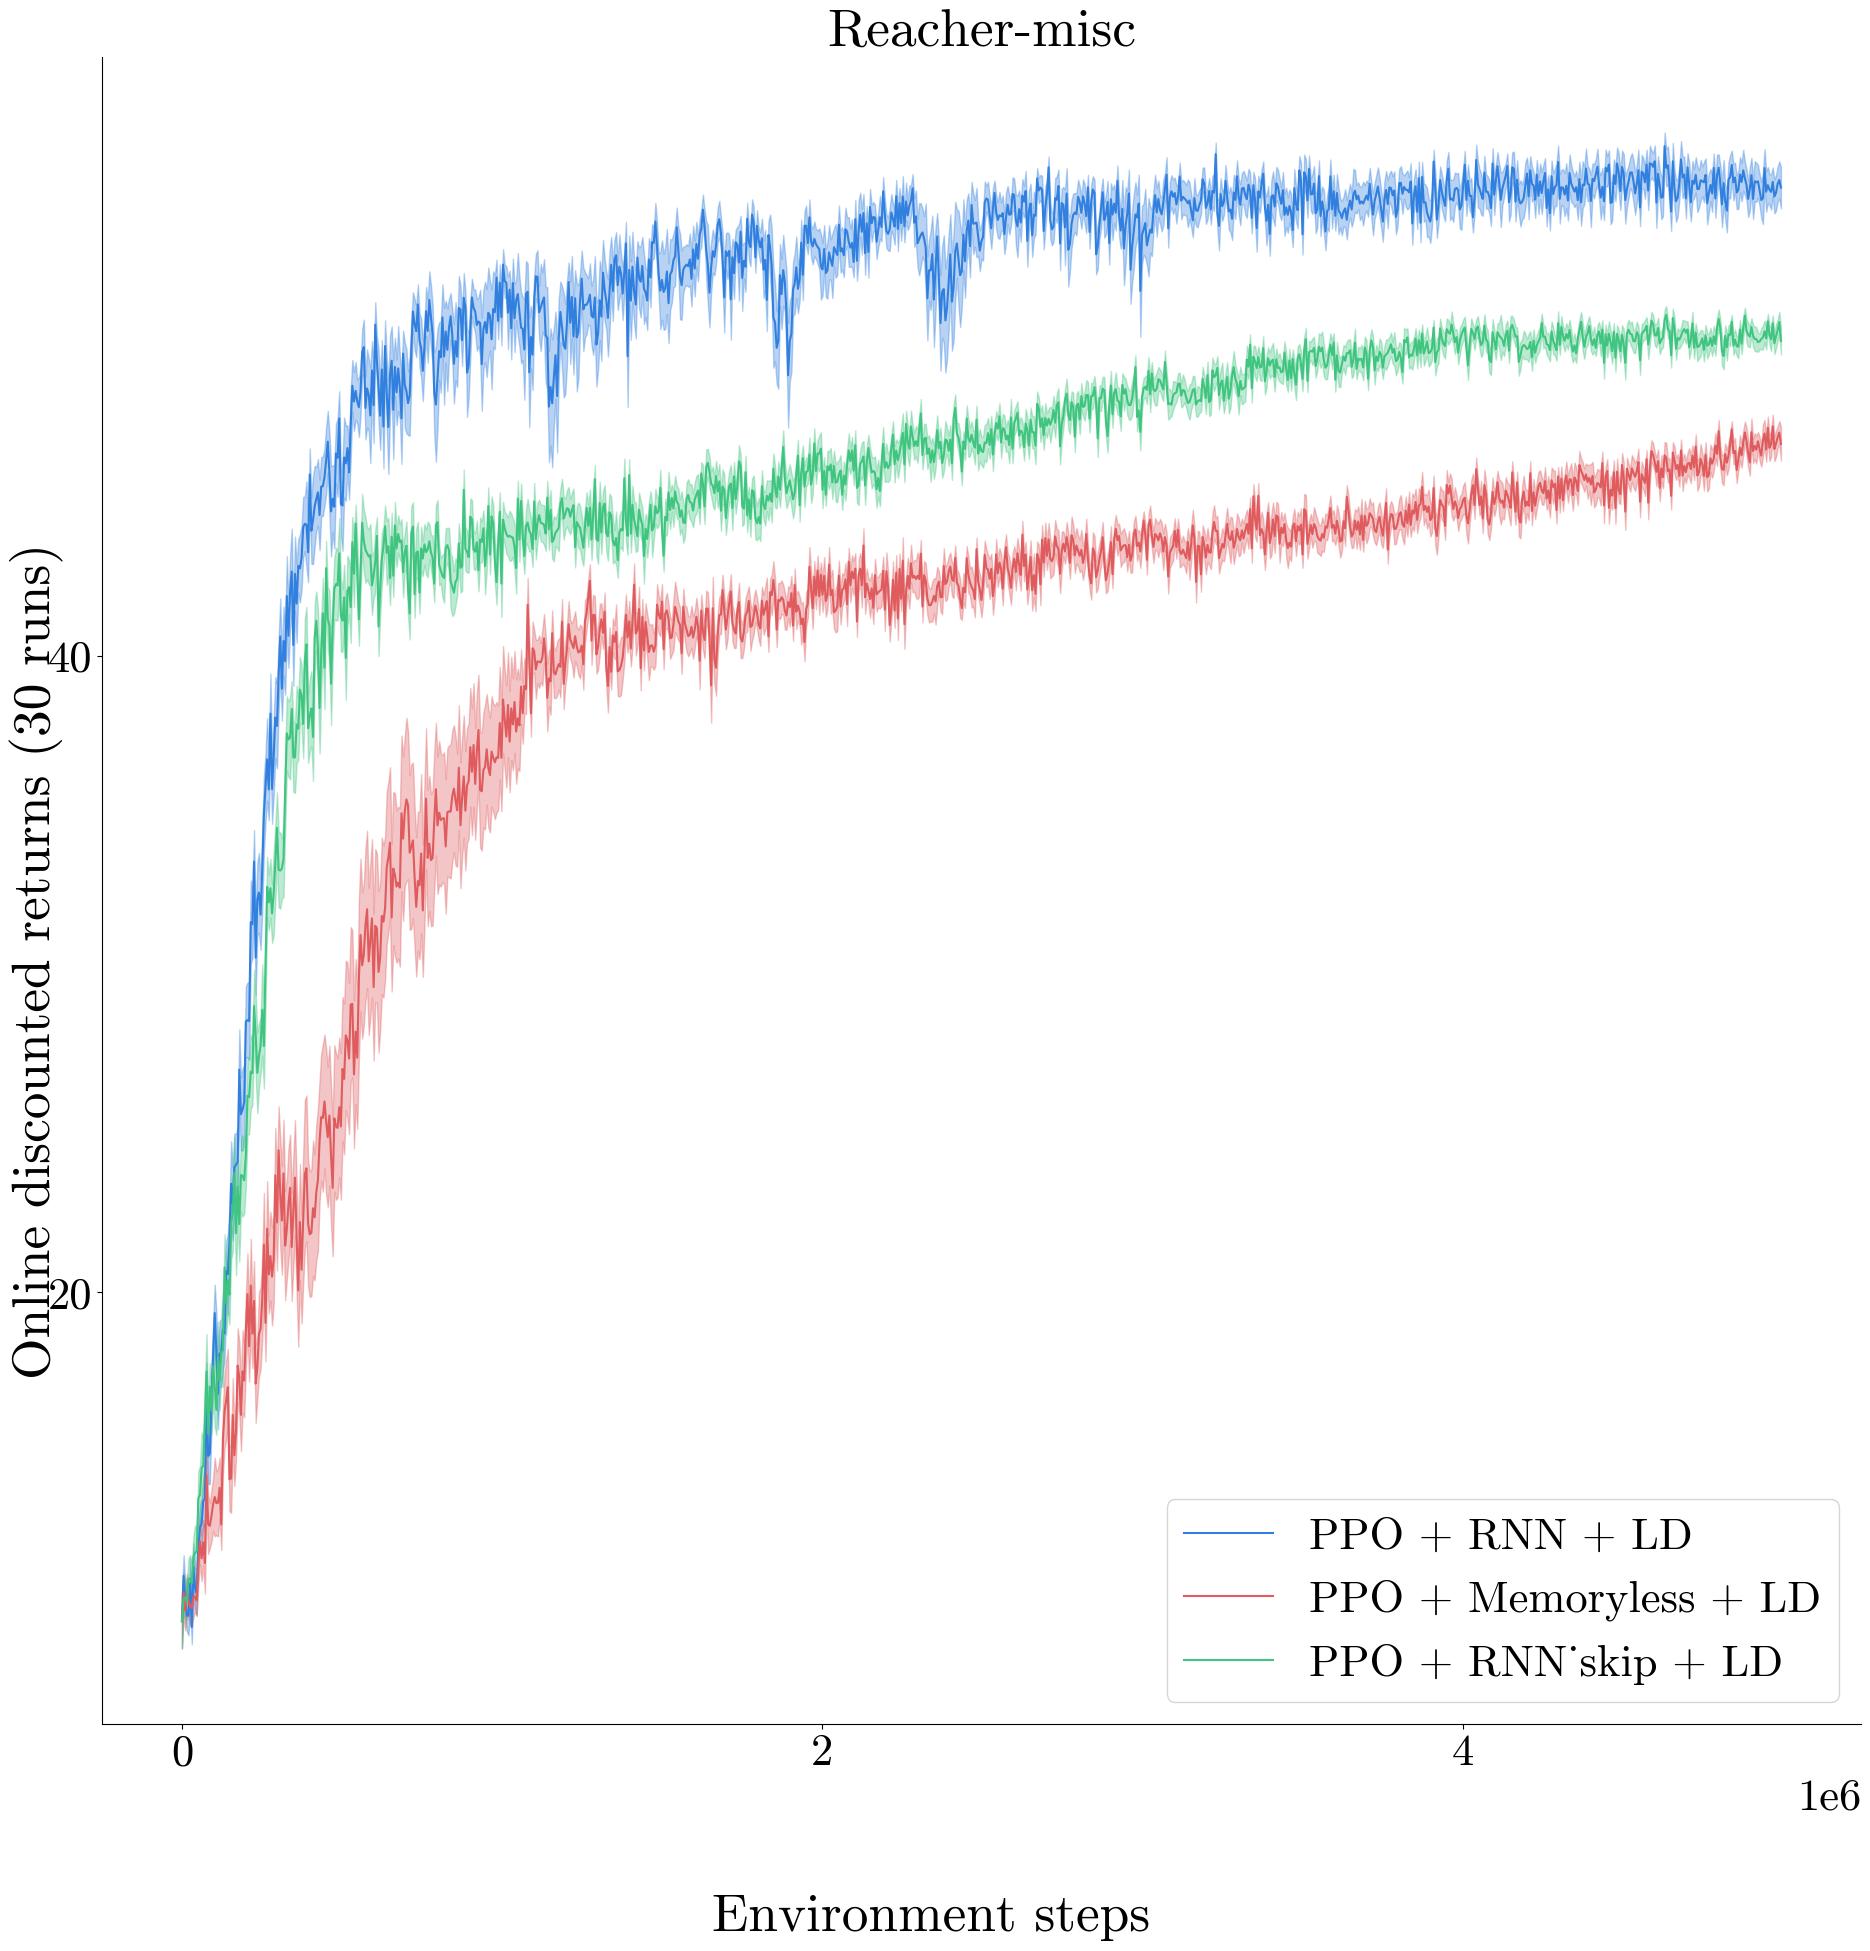 Reacher-misc
Online discounted returns (30 runs)
40
20
0
2
4
1e6
Environment steps
PPO + RNN + LD
PPO + Memoryless + LD
PPO + RNN˙skip + LD